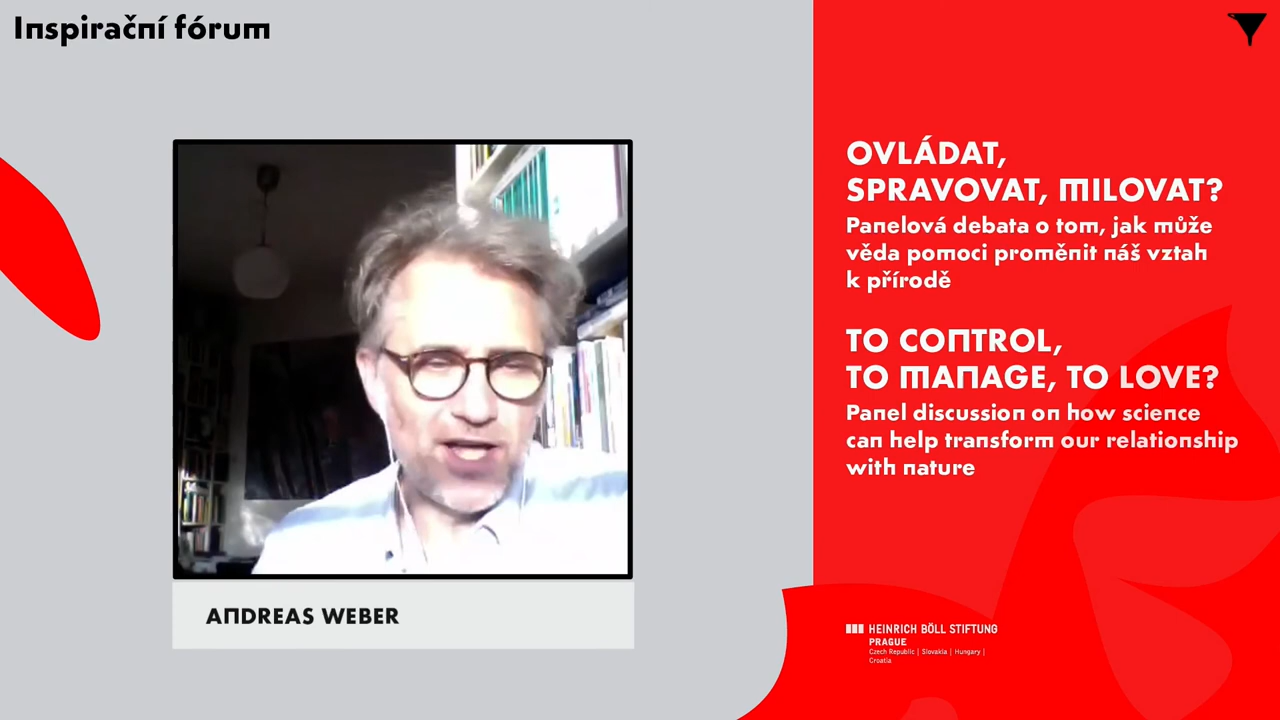 Inspirační fórum
ANDREAS WEBER
OVLÁDAT,
SPRAVOVAT, MILOVAT?
Panelová debata o tom, jak může
věda pomoci proměnit náš vztah
k přírodě
TO CONTROL,
TO MANAGE, TO LOVE?
Panel discussion on how science
can help transform our relationship
with nature
HEINRICH BÖLL STIFTUNG
PRAGUE
Czech Republic | Slovakia | Hungary |
Croatia